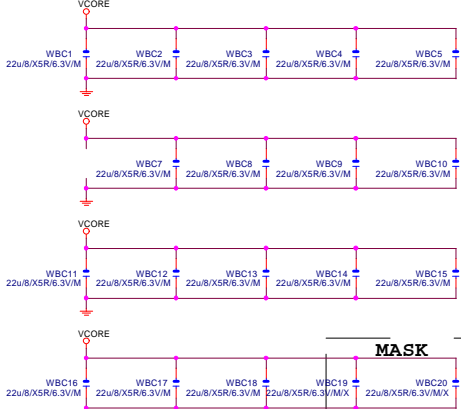 VCORE
WBC1 WBC2 WBC3 WBC4 WBC5
22u/8/X5R/6.3V/M 22u/8/X5R/6.3V/M 22u/8/X5R/6.3V/M 22u/8/X5R/6.3V/M 22u/8/X5R/6.3V/M
VCORE
WBC7 WBC8 WBC9 WBC10
22u/8/X5R/6.3V/M 22u/8/X5R/6.3V/M 22u/8/X5R/6.3V/M 22u/8/X5R/6.3V/M
VCORE
WBC11 WBC12 WBC13 WBC14 WBC15
22u/8/X5R/6.3V/M 22u/8/X5R/6.3V/M 22u/8/X5R/6.3V/M 22u/8/X5R/6.3V/M 22u/8/X5R/6.3V/M
VCORE
MASK
WBC16 WBC17 WBC18 WBC19 WBC20
22u/8/X5R/6.3V/M 22u/8/X5R/6.3V/M 22u/8/X5R/6.3V/M 22u/8/X5R/6.3V/M/X 22u/8/X5R/6.3V/M/X